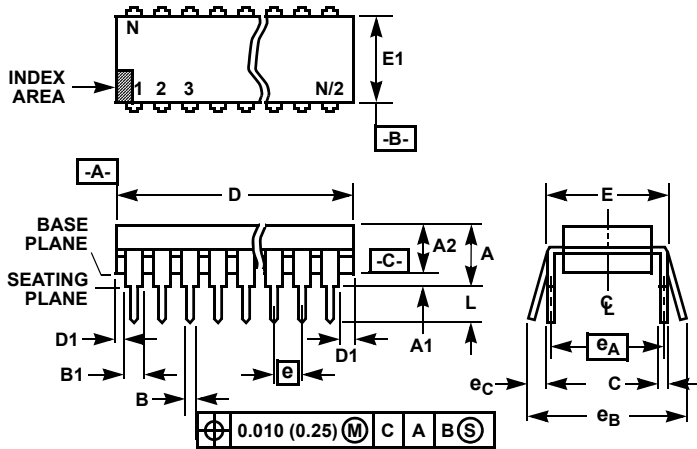 N
INDEX
AREA
1 2 3 N/2
E1
-B-
-A-
D
E
BASE
PLANE
A2
A
-C-
SEATING
PLANE
L
D1
A1
D1
B1
e
eA
B
eC
C
eB
⌖ 0.010 (0.25) Ⓜ C A B Ⓢ
℄